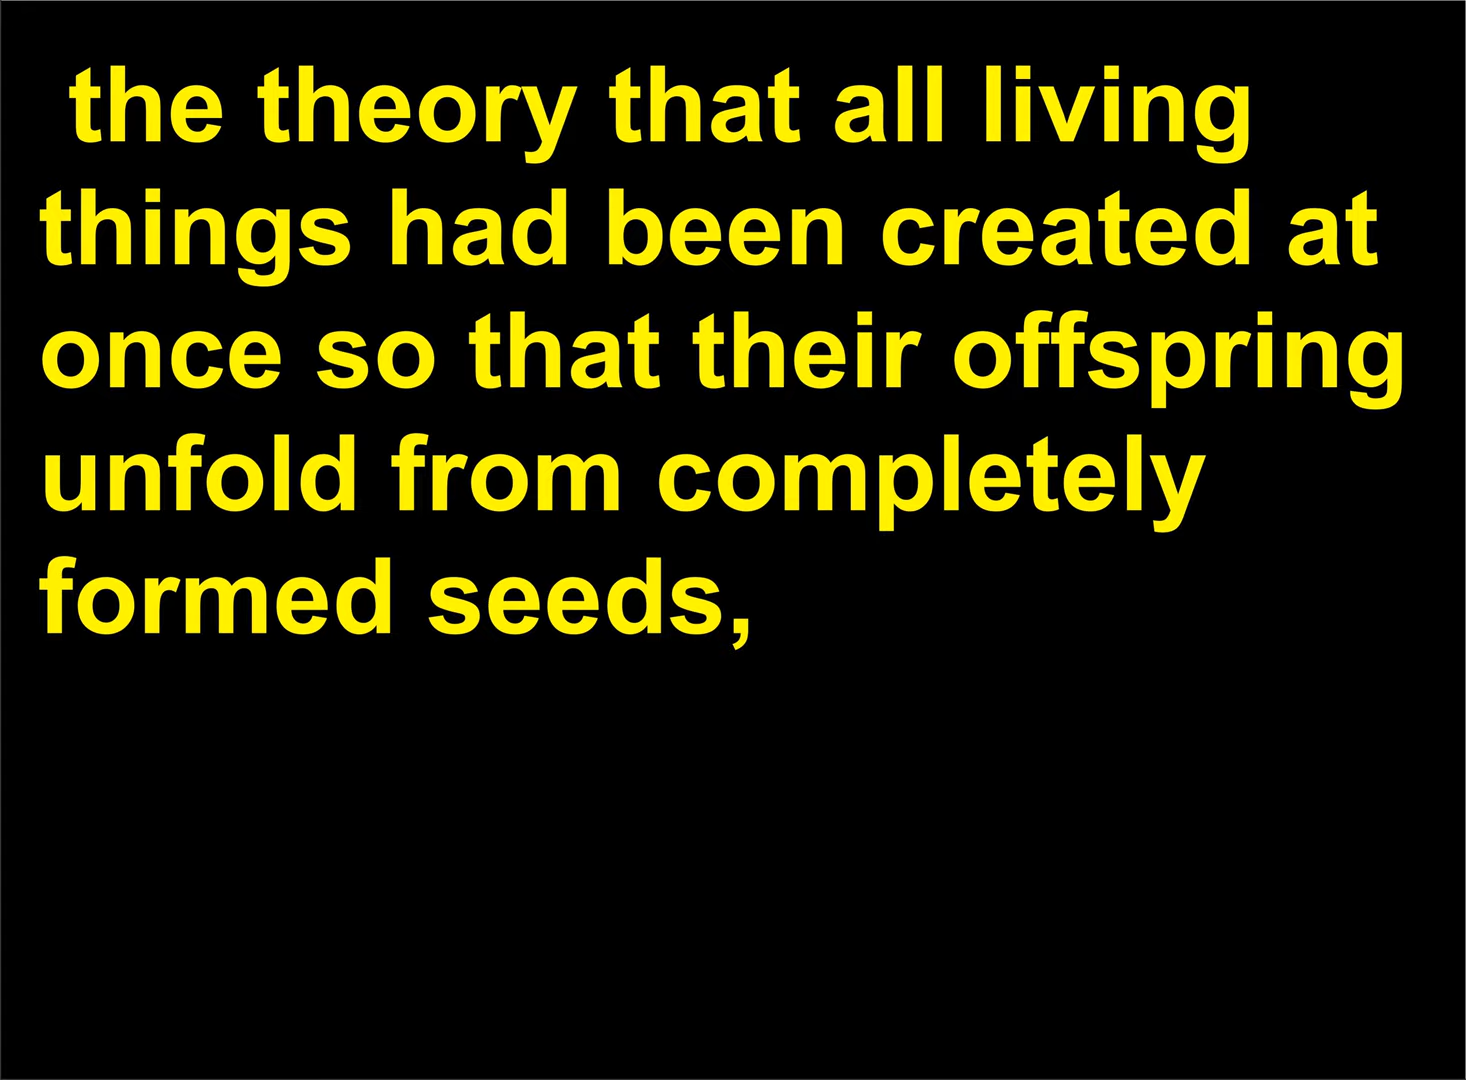 the theory that all living
things had been created at
once so that their offspring
unfold from completely
formed seeds,